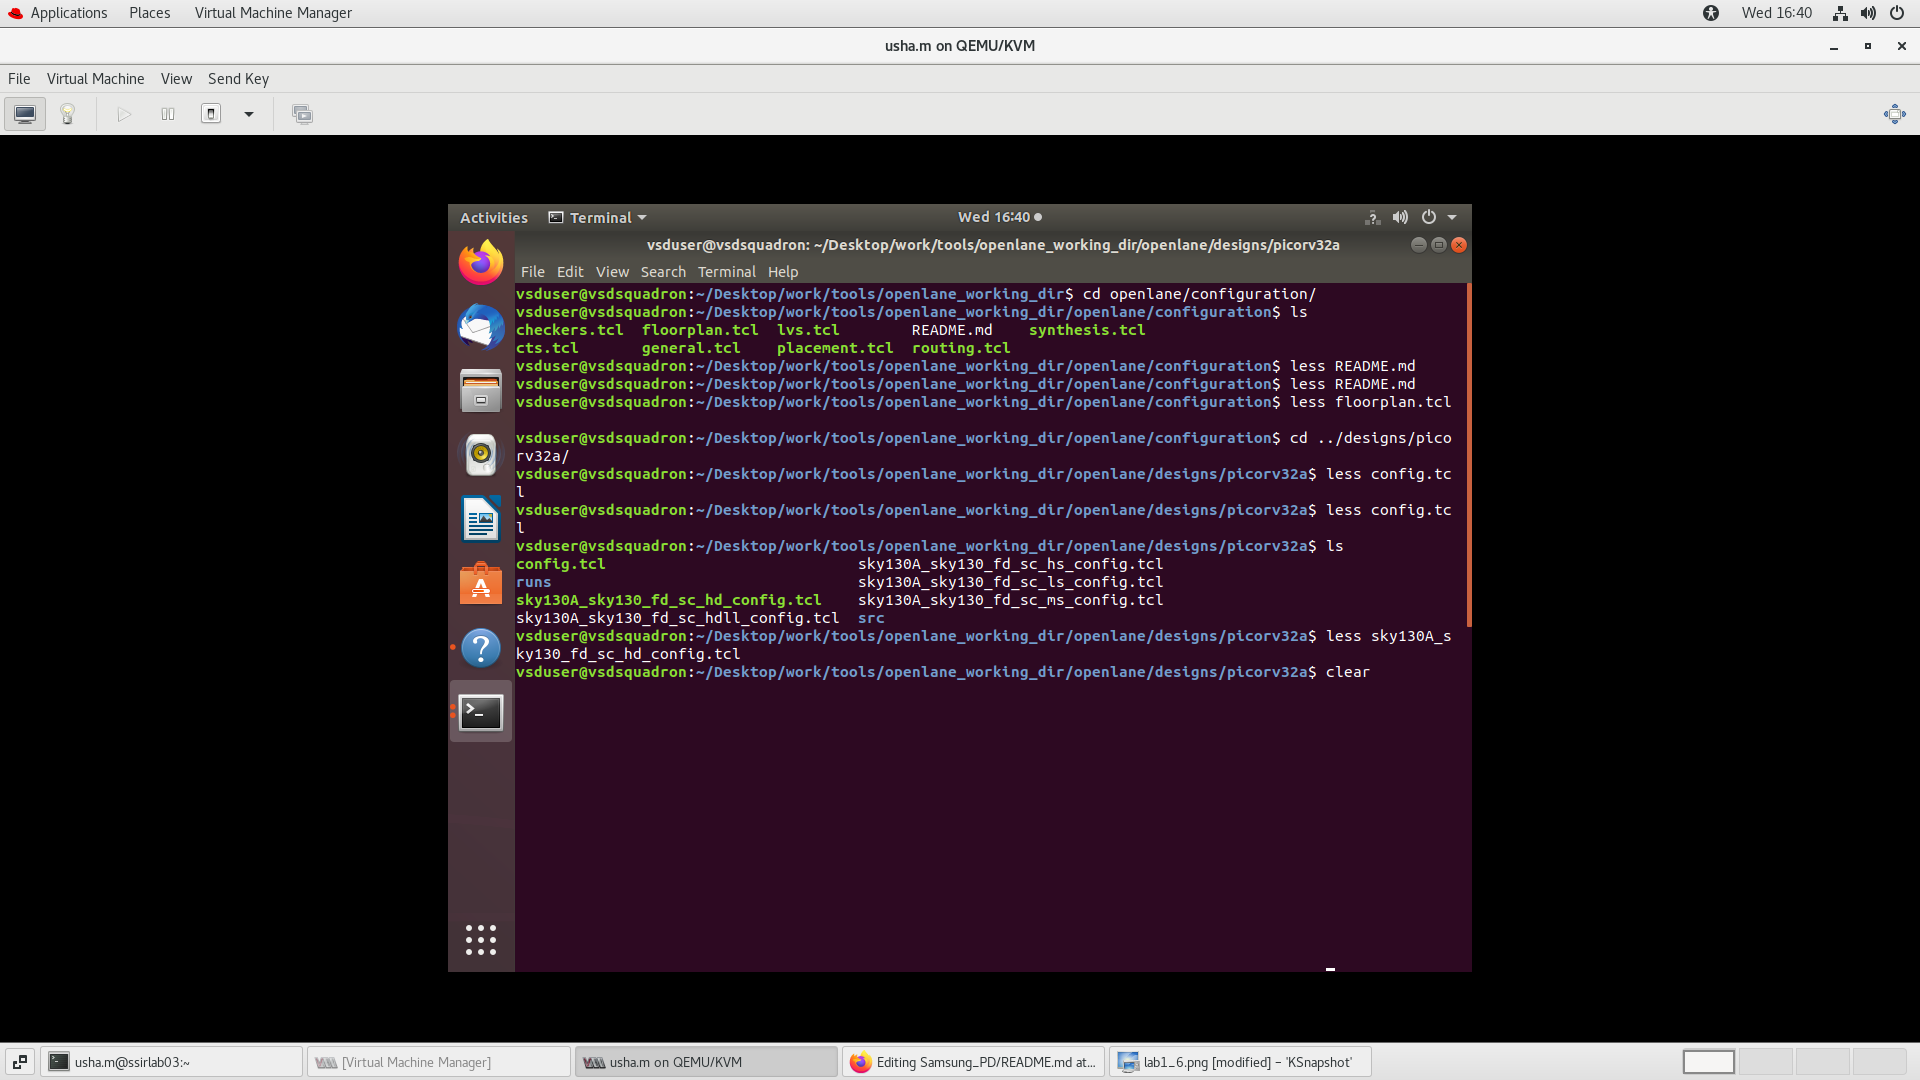 Applications Places Virtual Machine Manager Wed 16:40
usha.m on QEMU/KVM
File Virtual Machine View Send Key
Activities Terminal Wed 16:40
vsduser@vsdsquadron: ~/Desktop/work/tools/openlane_working_dir/openlane/designs/picorv32a
File Edit View Search Terminal Help
vsduser@vsdsquadron:~/Desktop/work/tools/openlane_working_dir$ cd openlane/configuration/
vsduser@vsdsquadron:~/Desktop/work/tools/openlane_working_dir/openlane/configuration$ ls
checkers.tcl floorplan.tcl lvs.tcl README.md synthesis.tcl
cts.tcl general.tcl placement.tcl routing.tcl
vsduser@vsdsquadron:~/Desktop/work/tools/openlane_working_dir/openlane/configuration$ less README.md
vsduser@vsdsquadron:~/Desktop/work/tools/openlane_working_dir/openlane/configuration$ less README.md
vsduser@vsdsquadron:~/Desktop/work/tools/openlane_working_dir/openlane/configuration$ less floorplan.tcl
vsduser@vsdsquadron:~/Desktop/work/tools/openlane_working_dir/openlane/configuration$ cd ../designs/pico
rv32a/
vsduser@vsdsquadron:~/Desktop/work/tools/openlane_working_dir/openlane/designs/picorv32a$ less config.tc
l
vsduser@vsdsquadron:~/Desktop/work/tools/openlane_working_dir/openlane/designs/picorv32a$ less config.tc
l
vsduser@vsdsquadron:~/Desktop/work/tools/openlane_working_dir/openlane/designs/picorv32a$ ls
config.tcl sky130A_sky130_fd_sc_hs_config.tcl
runs sky130A_sky130_fd_sc_ls_config.tcl
sky130A_sky130_fd_sc_hd_config.tcl sky130A_sky130_fd_sc_ms_config.tcl
sky130A_sky130_fd_sc_hdll_config.tcl src
vsduser@vsdsquadron:~/Desktop/work/tools/openlane_working_dir/openlane/designs/picorv32a$ less sky130A_s
ky130_fd_sc_hd_config.tcl
vsduser@vsdsquadron:~/Desktop/work/tools/openlane_working_dir/openlane/designs/picorv32a$ clear
usha.m@ssirlab03:~ [Virtual Machine Manager] usha.m on QEMU/KVM Editing Samsung_PD/README.md at... lab1_6.png [modified] – 'KSnapshot'